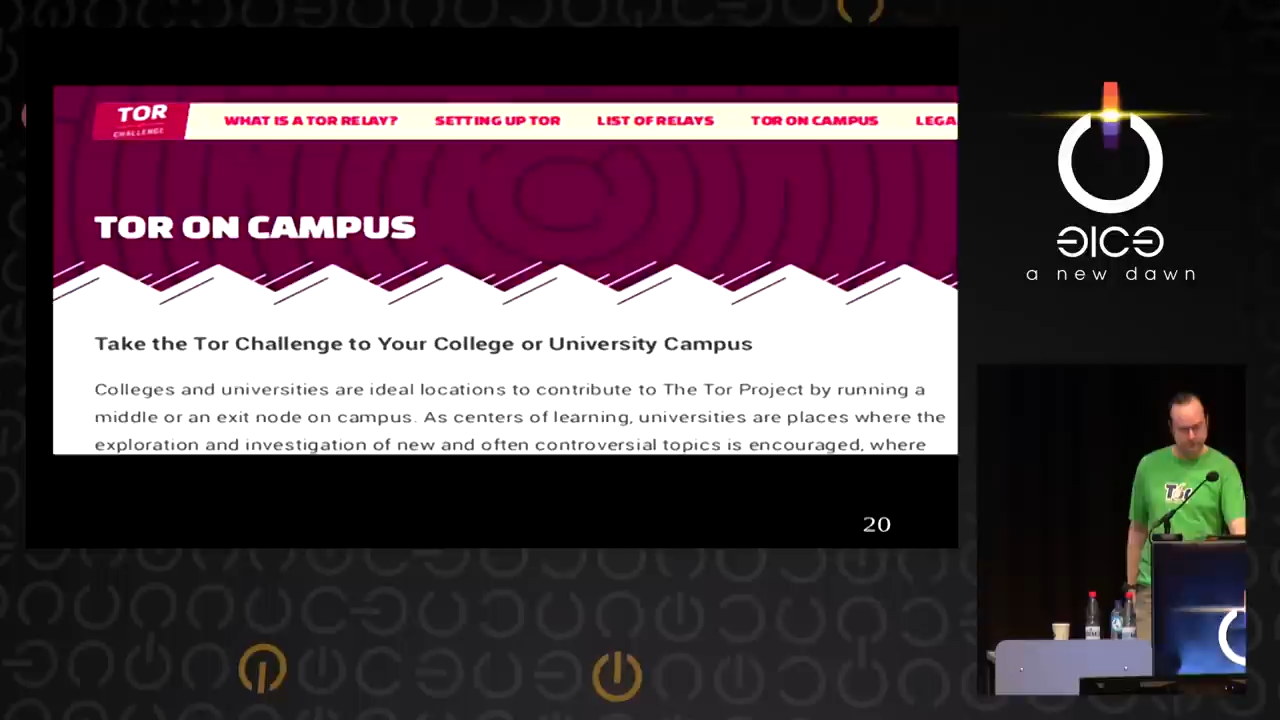 TOR
CHALLENGE
WHAT IS A TOR RELAY?
SETTING UP TOR
LIST OF RELAYS
TOR ON CAMPUS
LEGA
TOR ON CAMPUS
Take the Tor Challenge to Your College or University Campus
Colleges and universities are ideal locations to contribute to The Tor Project by running a
middle or an exit node on campus. As centers of learning, universities are places where the
exploration and investigation of new and often controversial topics is encouraged, where
20
a new dawn
Tor